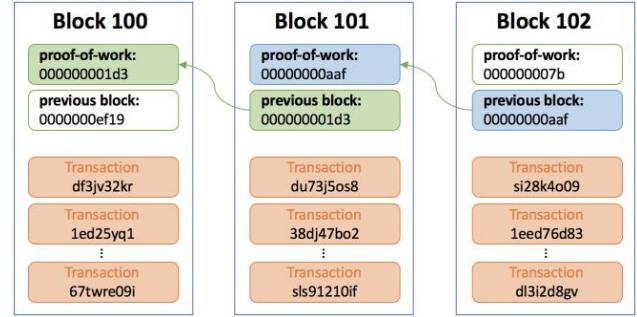 Block 100
proof-of-work:
000000001d3
previous block:
0000000ef19
Transaction
df3jv32kr
Transaction
1ed25yq1
...
Transaction
67twre09i
Block 101
proof-of-work:
00000000aaf
previous block:
000000001d3
Transaction
du73j5os8
Transaction
38dj47bo2
...
Transaction
sls91210if
Block 102
proof-of-work:
000000007b
previous block:
00000000aaf
Transaction
si28k4o09
Transaction
1eed76d83
...
Transaction
dl3i2d8gv